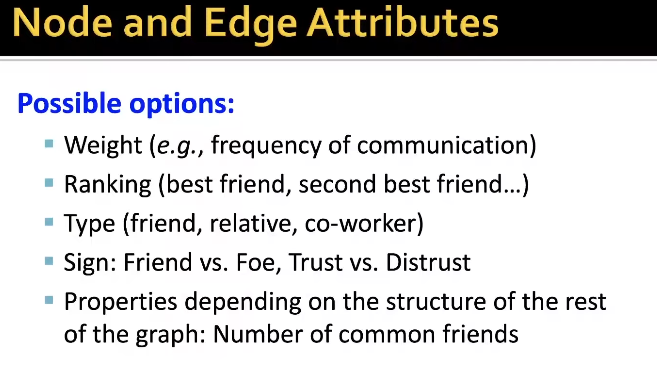 Node and Edge Attributes
Possible options:
Weight (e.g., frequency of communication)
Ranking (best friend, second best friend…)
Type (friend, relative, co-worker)
Sign: Friend vs. Foe, Trust vs. Distrust
Properties depending on the structure of the rest
of the graph: Number of common friends